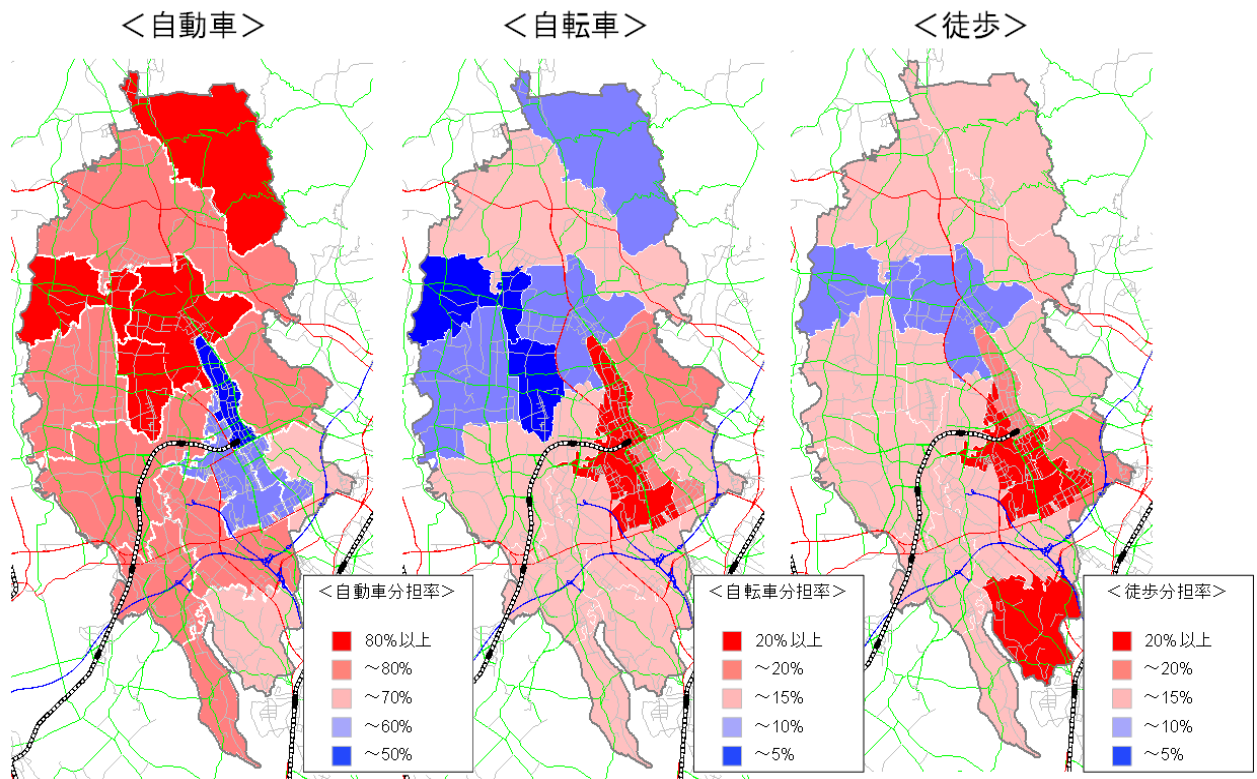 ＜自動車＞
＜自転車＞
＜徒歩＞
＜自動車分担率＞
80%以上
～80%
～70%
～60%
～50%
＜自転車分担率＞
20%以上
～20%
～15%
～10%
～5%
＜徒歩分担率＞
20%以上
～20%
～15%
～10%
～5%